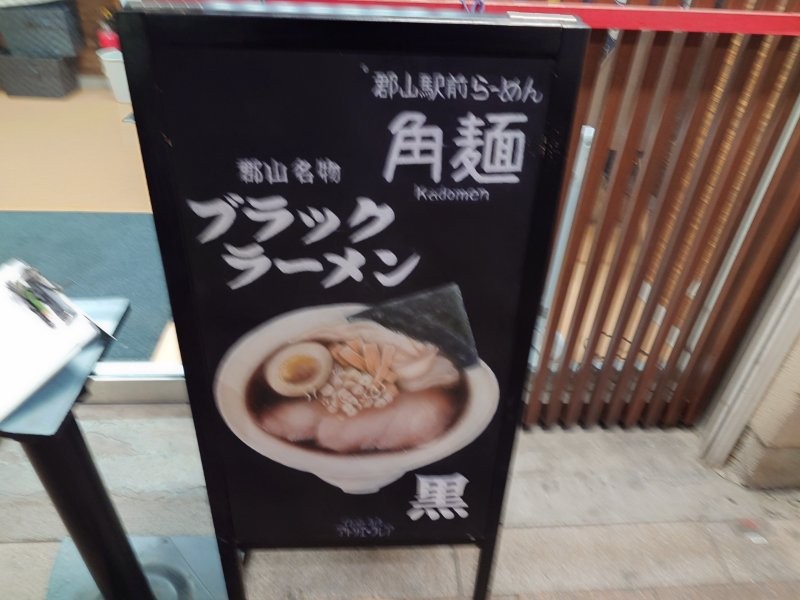 郡山駅前らーめん
角麺
Kadomen
郡山名物
ブラック
ラーメン
黒